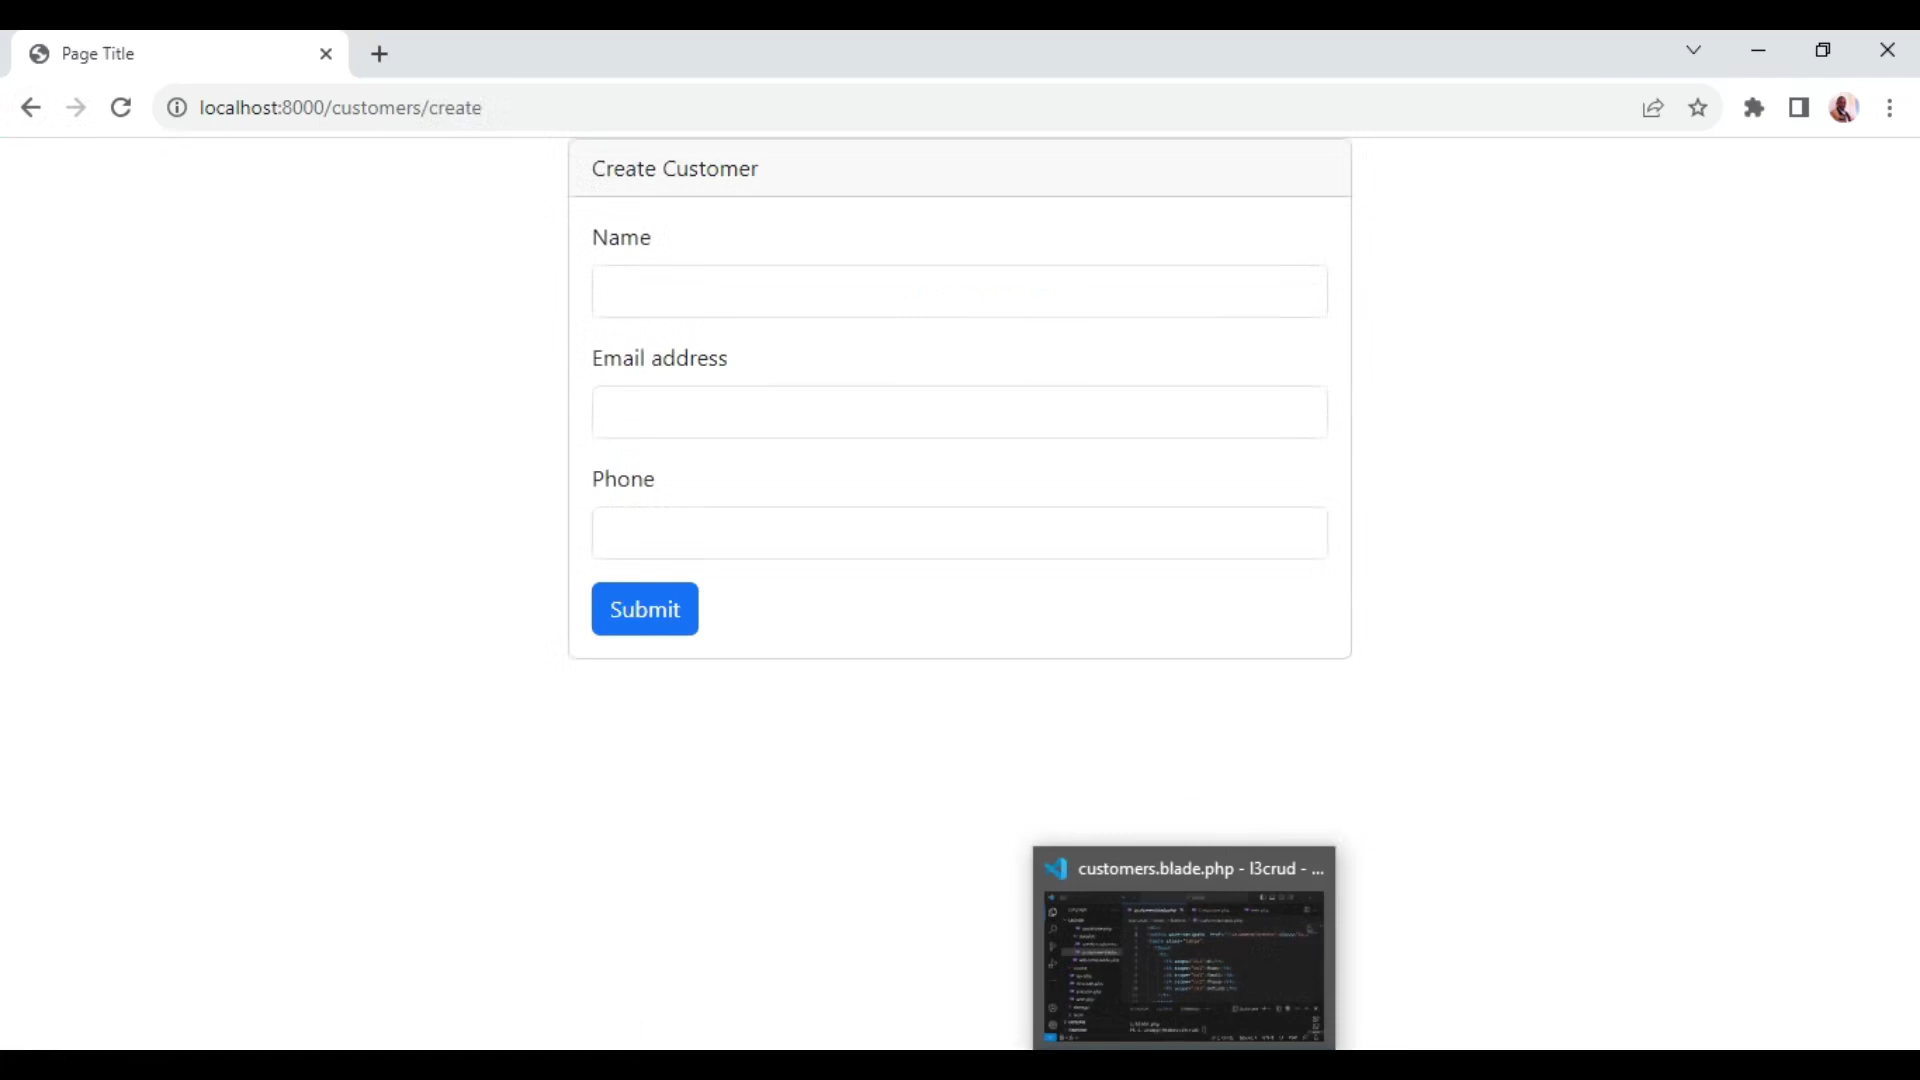 Page Title
localhost:8000/customers/create
Create Customer
Name
Email address
Phone
Submit
customers.blade.php - l3crud - ...